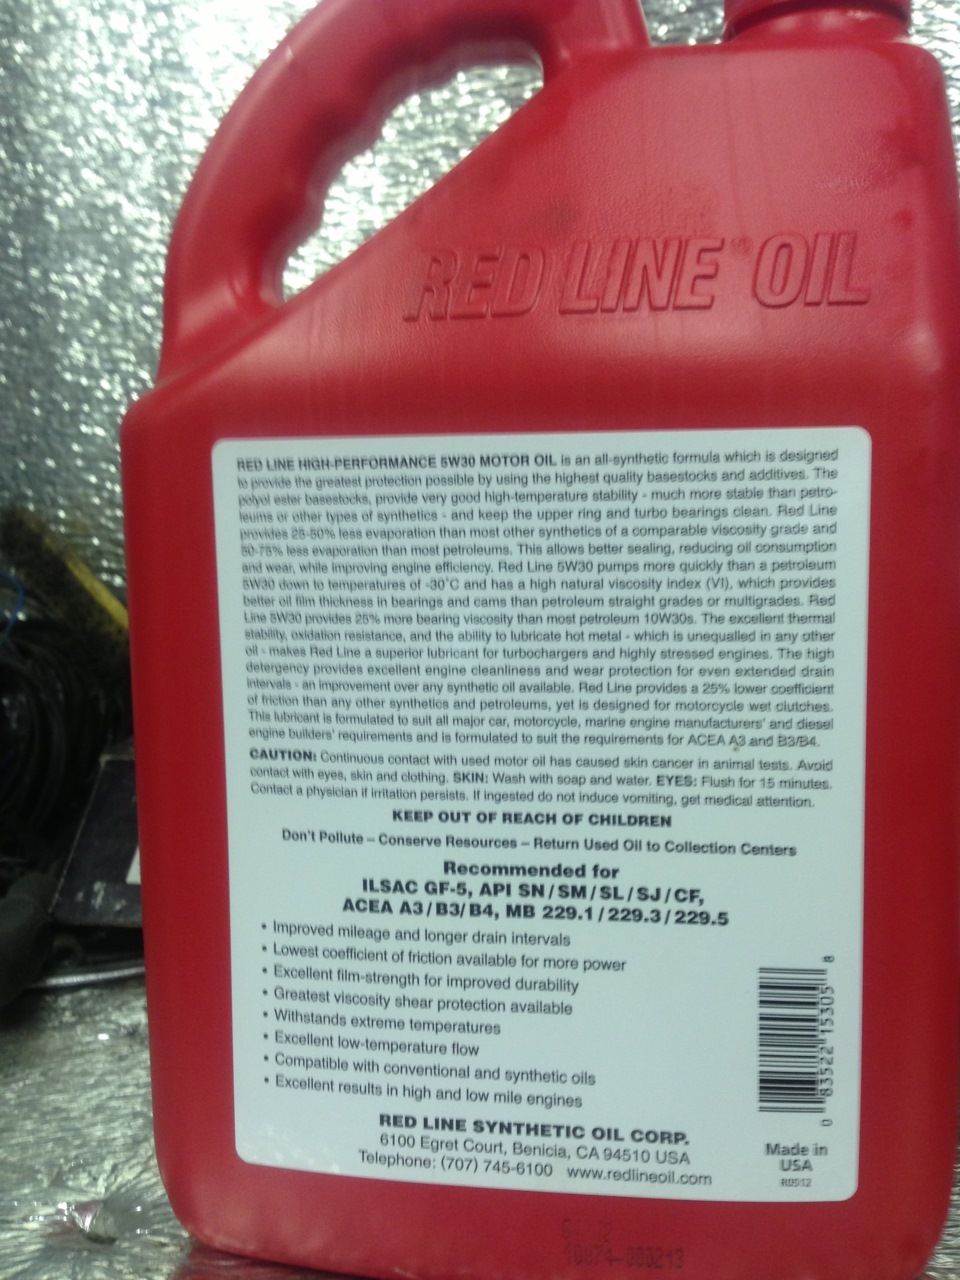 RED LINE® OIL
RED LINE HIGH-PERFORMANCE 5W30 MOTOR OIL is an all-synthetic formula which is designed
to provide the greatest protection possible by using the highest quality basestocks and additives. The
polyol ester basestocks, provide very good high-temperature stability - much more stable than petro-
leums or other types of synthetics - and keep the upper ring and turbo bearings clean. Red Line
provides 25-50% less evaporation than most other synthetics of a comparable viscosity grade and
50-75% less evaporation than most petroleums. This allows better sealing, reducing oil consumption
and wear, while improving engine efficiency. Red Line 5W30 pumps more quickly than a petroleum
5W30 down to temperatures of -30°C and has a high natural viscosity index (VI), which provides
better oil film thickness in bearings and cams than petroleum straight grades or multigrades. Red
Line 5W30 provides 25% more bearing viscosity than most petroleum 10W30s. The excellent thermal
stability, oxidation resistance, and the ability to lubricate hot metal - which is unequalled in any other
oil - makes Red Line a superior lubricant for turbochargers and highly stressed engines. The high
detergency provides excellent engine cleanliness and wear protection for even extended drain
intervals - an improvement over any synthetic oil available. Red Line provides a 25% lower coefficient
of friction than any other synthetics and petroleums, yet is designed for motorcycle wet clutches.
This lubricant is formulated to suit all major car, motorcycle, marine engine manufacturers' and diesel
engine builders' requirements and is formulated to suit the requirements for ACEA A3 and B3/B4.
CAUTION: Continuous contact with used motor oil has caused skin cancer in animal tests. Avoid
contact with eyes, skin and clothing. SKIN: Wash with soap and water. EYES: Flush for 15 minutes.
Contact a physician if irritation persists. If ingested do not induce vomiting, get medical attention.
KEEP OUT OF REACH OF CHILDREN
Don't Pollute – Conserve Resources – Return Used Oil to Collection Centers
Recommended for
ILSAC GF-5, API SN/SM/SL/SJ/CF,
ACEA A3/B3/B4, MB 229.1/229.3/229.5
• Improved mileage and longer drain intervals
• Lowest coefficient of friction available for more power
• Excellent film-strength for improved durability
• Greatest viscosity shear protection available
• Withstands extreme temperatures
• Excellent low-temperature flow
• Compatible with conventional and synthetic oils
• Excellent results in high and low mile engines
RED LINE SYNTHETIC OIL CORP.
6100 Egret Court, Benicia, CA 94510 USA
Telephone: (707) 745-6100 www.redlineoil.com
0 83522 15305 8
Made in
USA
R0512